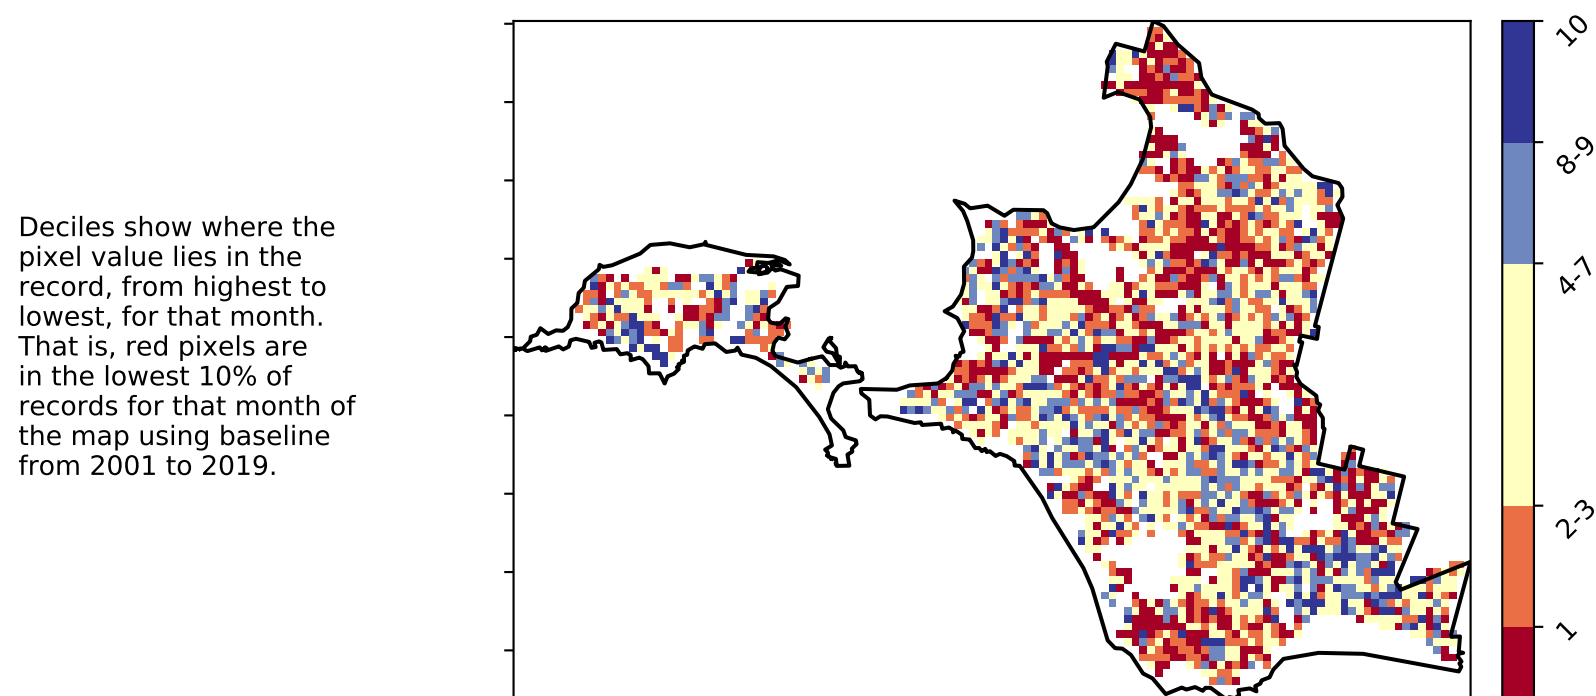 Deciles show where the
pixel value lies in the
record, from highest to
lowest, for that month.
That is, red pixels are
in the lowest 10% of
records for that month of
the map using baseline
from 2001 to 2019.
10
8-9
4-7
2-3
1